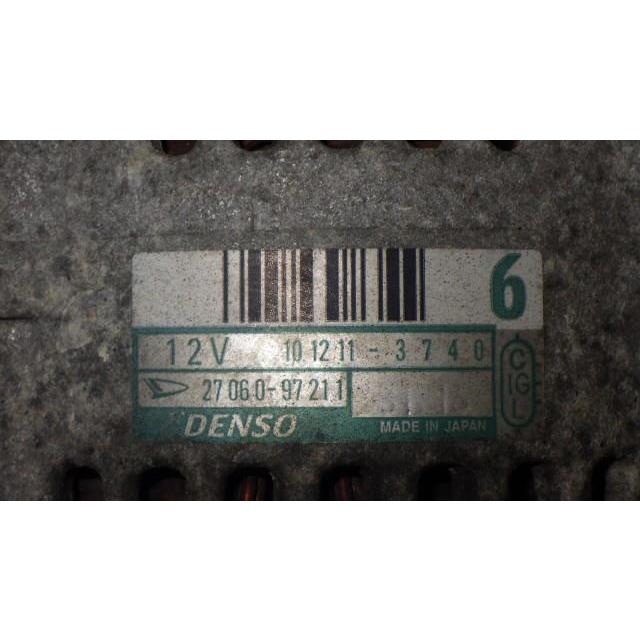 6
12V 101211-3740
27060-97211
DENSO MADE IN JAPAN
C
IG
L